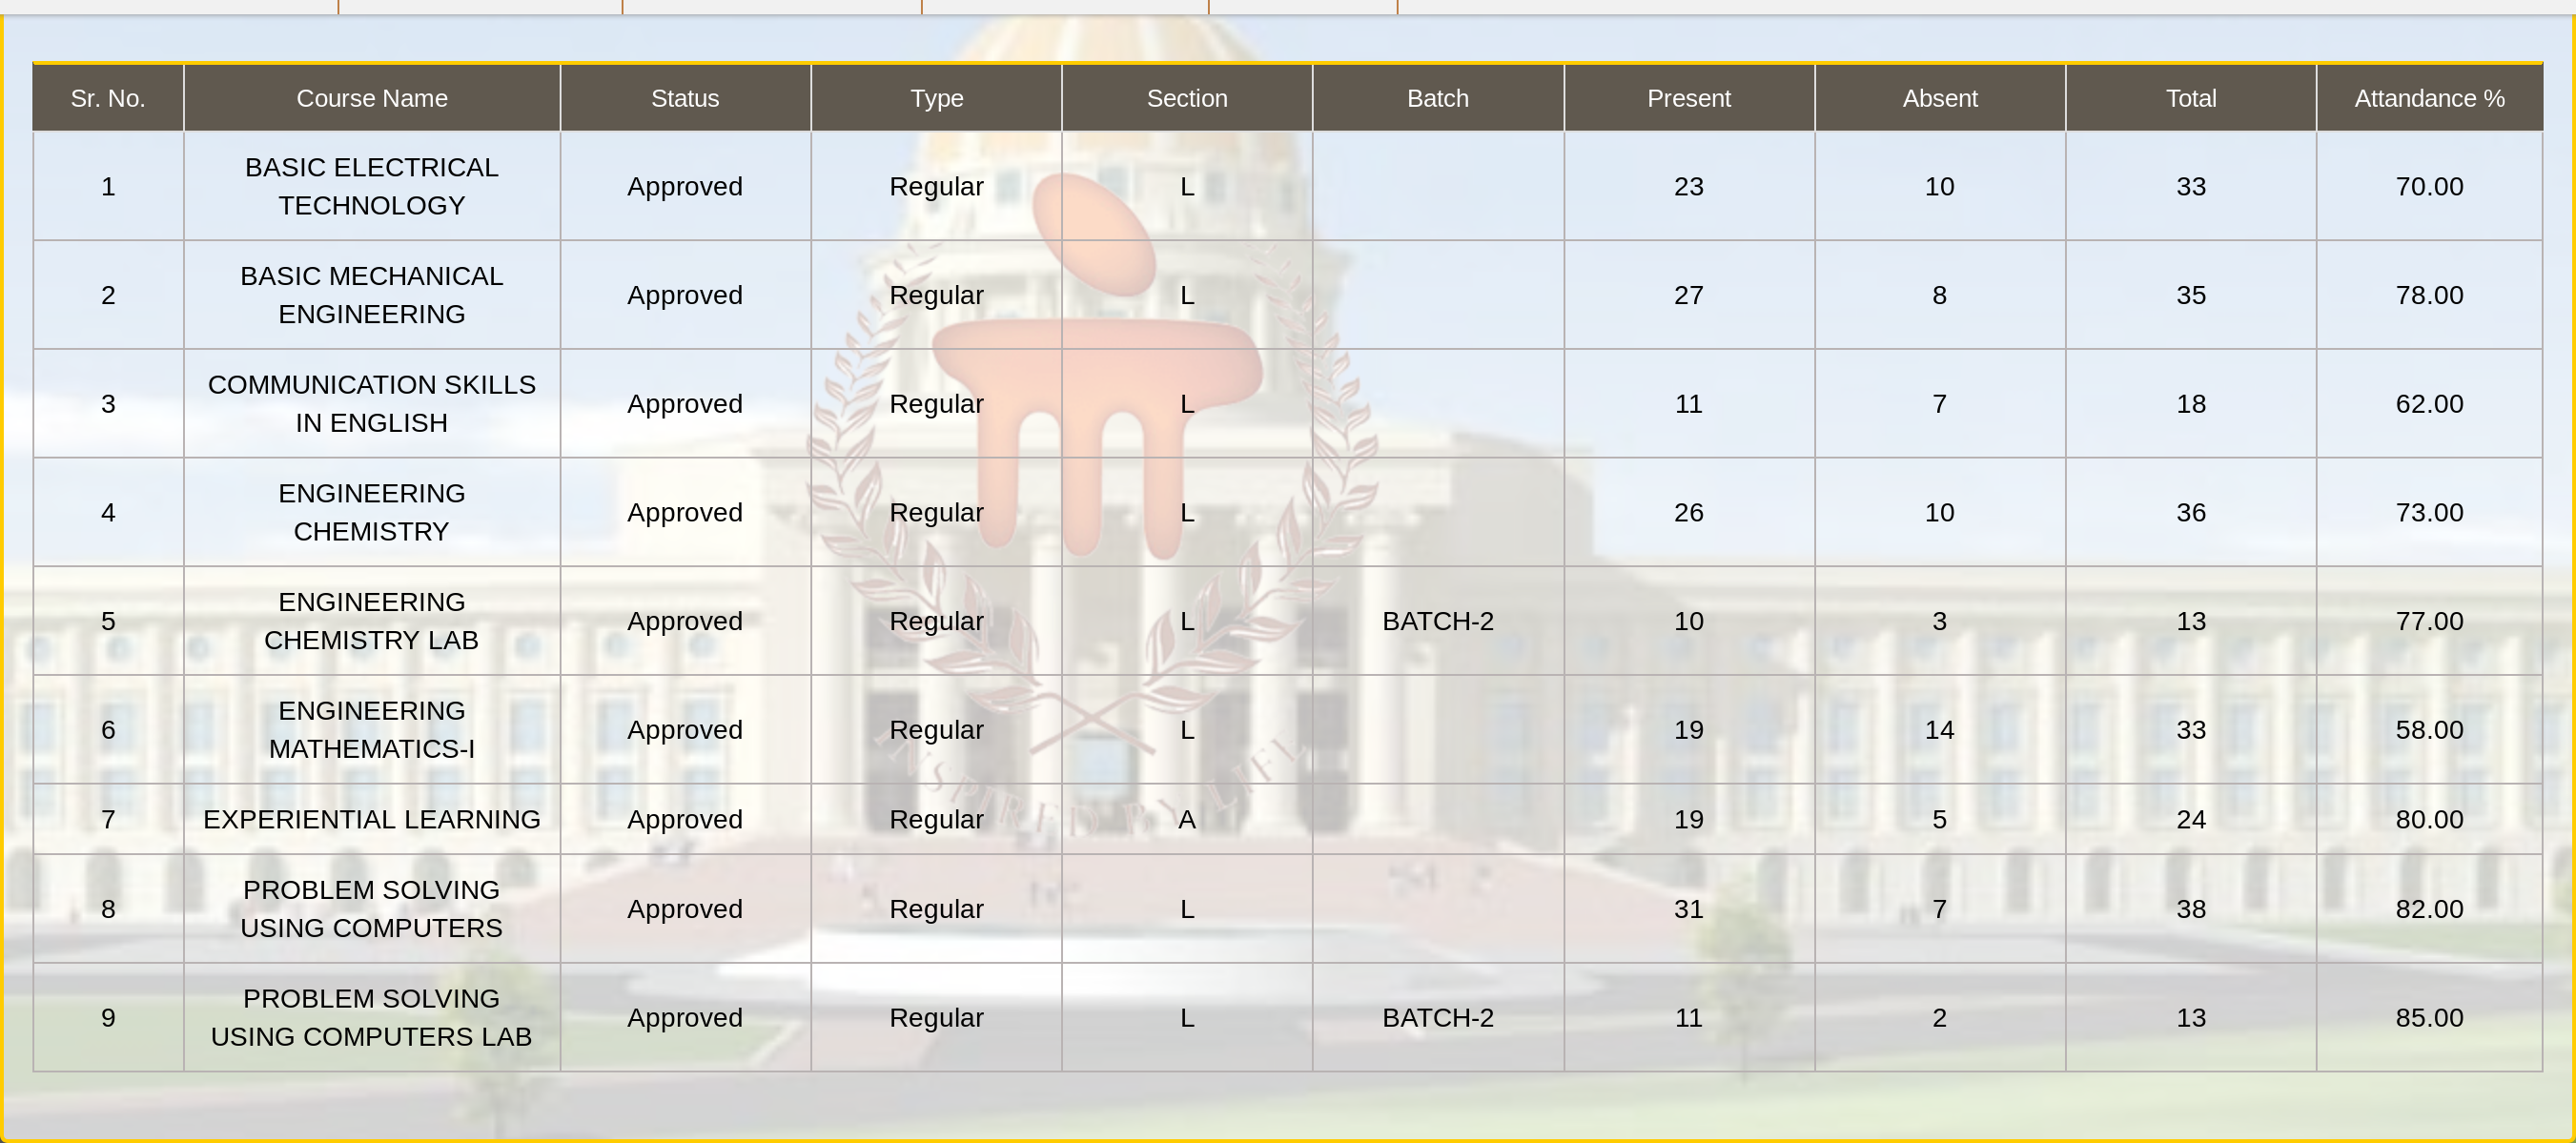 Sr. No. Course Name Status Type Section Batch Present Absent Total Attandance %
1 BASIC ELECTRICAL TECHNOLOGY Approved Regular L 23 10 33 70.00
2 BASIC MECHANICAL ENGINEERING Approved Regular L 27 8 35 78.00
3 COMMUNICATION SKILLS IN ENGLISH Approved Regular L 11 7 18 62.00
4 ENGINEERING CHEMISTRY Approved Regular L 26 10 36 73.00
5 ENGINEERING CHEMISTRY LAB Approved Regular L BATCH-2 10 3 13 77.00
6 ENGINEERING MATHEMATICS-I Approved Regular L 19 14 33 58.00
7 EXPERIENTIAL LEARNING Approved Regular A 19 5 24 80.00
8 PROBLEM SOLVING USING COMPUTERS Approved Regular L 31 7 38 82.00
9 PROBLEM SOLVING USING COMPUTERS LAB Approved Regular L BATCH-2 11 2 13 85.00
INSPIRED BY LIFE